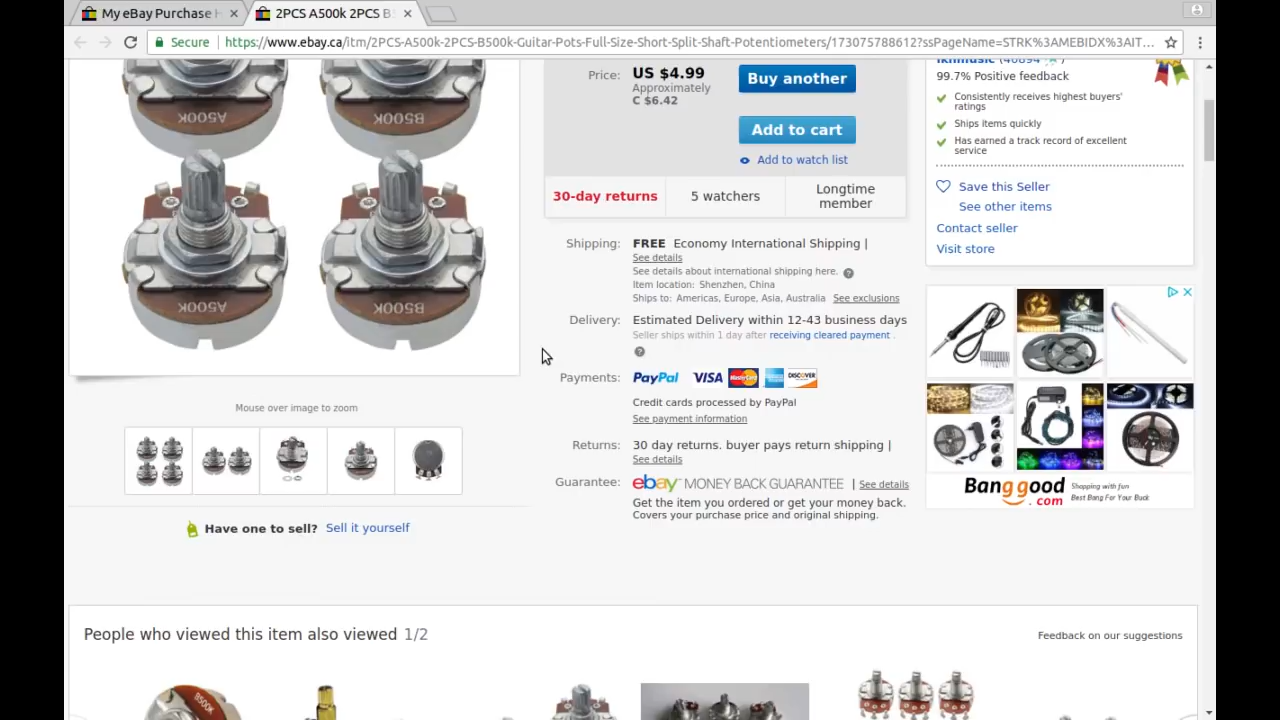 My eBay Purchase H
2PCS A500k 2PCS B5
Secure
https://www.ebay.ca/itm/2PCS-A500k-2PCS-B500k-Guitar-Pots-Full-Size-Short-Split-Shaft-Potentiometers/173075788612?ssPageName=STRK%3AMEBIDX%3AIT...
A500K
B500K
A500K
B500K
Mouse over image to zoom
Have one to sell? Sell it yourself
Price: US $4.99
Approximately
C $6.42
Buy another
Add to cart
Add to watch list
30-day returns
5 watchers
Longtime
member
Shipping: FREE Economy International Shipping |
See details
See details about international shipping here.
Item location: Shenzhen, China
Ships to: Americas, Europe, Asia, Australia See exclusions
Delivery: Estimated Delivery within 12-43 business days
Seller ships within 1 day after receiving cleared payment .
Payments: PayPal VISA MasterCard DISCOVER
Credit cards processed by PayPal
See payment information
Returns: 30 day returns. buyer pays return shipping |
See details
Guarantee: ebay MONEY BACK GUARANTEE | See details
Get the item you ordered or get your money back.
Covers your purchase price and original shipping.
99.7% Positive feedback
Consistently receives highest buyers'
ratings
Ships items quickly
Has earned a track record of excellent
service
Save this Seller
See other items
Contact seller
Visit store
Banggood
.com
Shopping with fun
Best Bang For Your Buck
People who viewed this item also viewed 1/2
Feedback on our suggestions
B500K